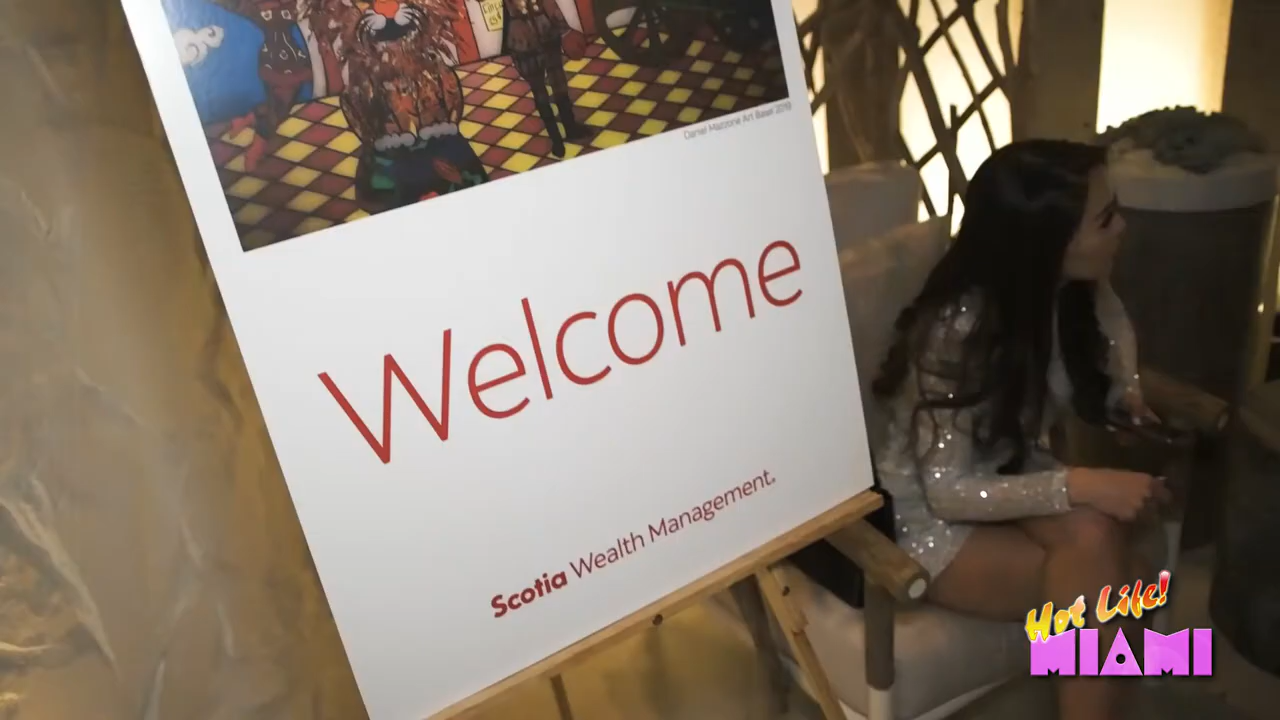 Daniel Mazzone Art Basel 2019
Welcome
Scotia Wealth Management.
Hot Life!
MIAMI